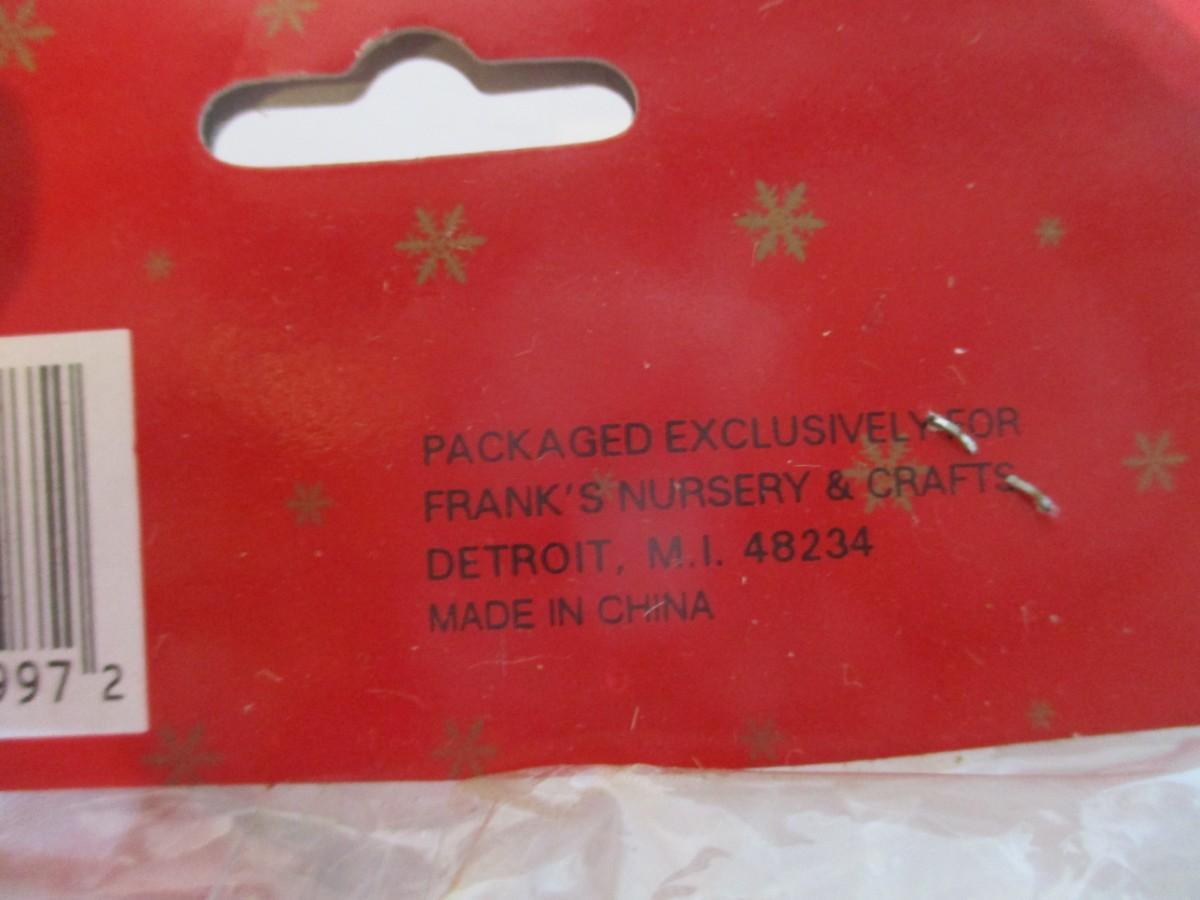 PACKAGED EXCLUSIVELY FOR
FRANK'S NURSERY & CRAFTS
DETROIT, M.I. 48234
MADE IN CHINA
997 2